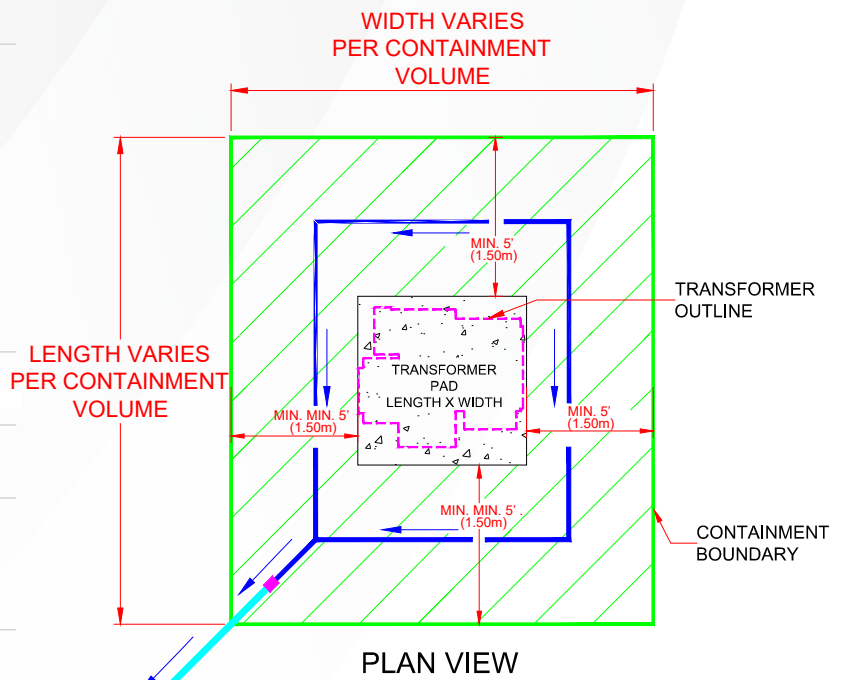 WIDTH VARIES
PER CONTAINMENT
VOLUME
MIN. 5'
(1.50m)
TRANSFORMER
OUTLINE
LENGTH VARIES
PER CONTAINMENT
VOLUME
TRANSFORMER
PAD
LENGTH X WIDTH
MIN. MIN. 5'
(1.50m)
MIN. 5'
(1.50m)
MIN. MIN. 5'
(1.50m)
CONTAINMENT
BOUNDARY
PLAN VIEW